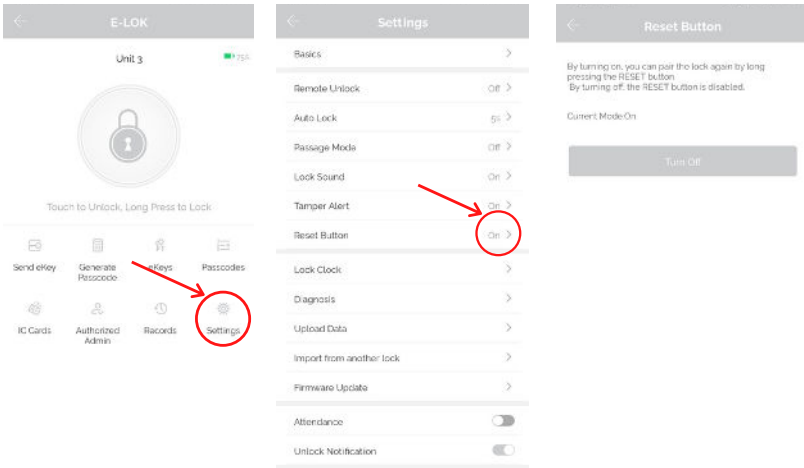 E-LOK
Unit 3
75%
Touch to Unlock, Long Press to Lock
Send eKey
Generate
Passcode
eKeys
Passcodes
IC Cards
Authorized
Admin
Records
Settings
Settings
Basics
Remote Unlock Off
Auto Lock 5s
Passage Mode Off
Lock Sound On
Tamper Alert On
Reset Button On
Lock Clock
Diagnosis
Upload Data
Import from another lock
Firmware Update
Attendance
Unlock Notification
Reset Button
By turning on, you can pair the lock again by long
pressing the RESET button
By turning off, the RESET button is disabled.
Current Mode:On
Turn Off